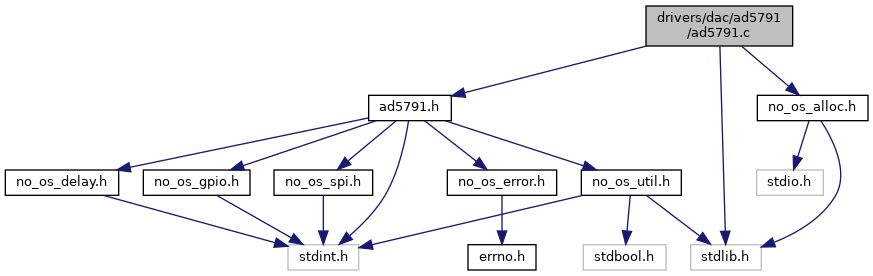 drivers/dac/ad5791
/ad5791.c
ad5791.h
no_os_alloc.h
no_os_delay.h
no_os_gpio.h
no_os_spi.h
no_os_error.h
no_os_util.h
stdio.h
stdint.h
errno.h
stdbool.h
stdlib.h